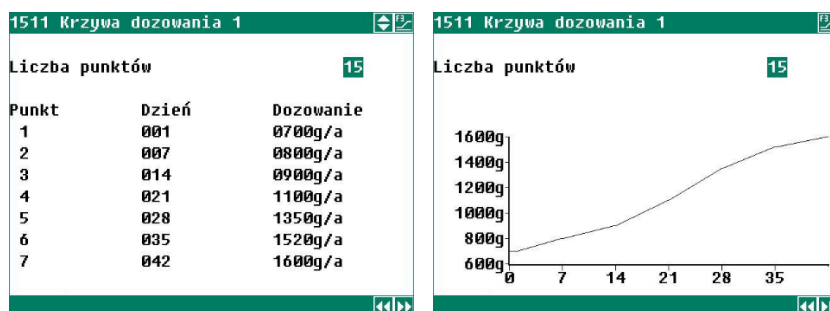 1511 Krzywa dozowania 1 F3
Liczba punktów 15
Punkt Dzień Dozowanie
1 001 0700g/a
2 007 0800g/a
3 014 0900g/a
4 021 1100g/a
5 028 1350g/a
6 035 1520g/a
7 042 1600g/a
1511 Krzywa dozowania 1 F3
Liczba punktów 15
1600g
1400g
1200g
1000g
800g
600g
0 7 14 21 28 35